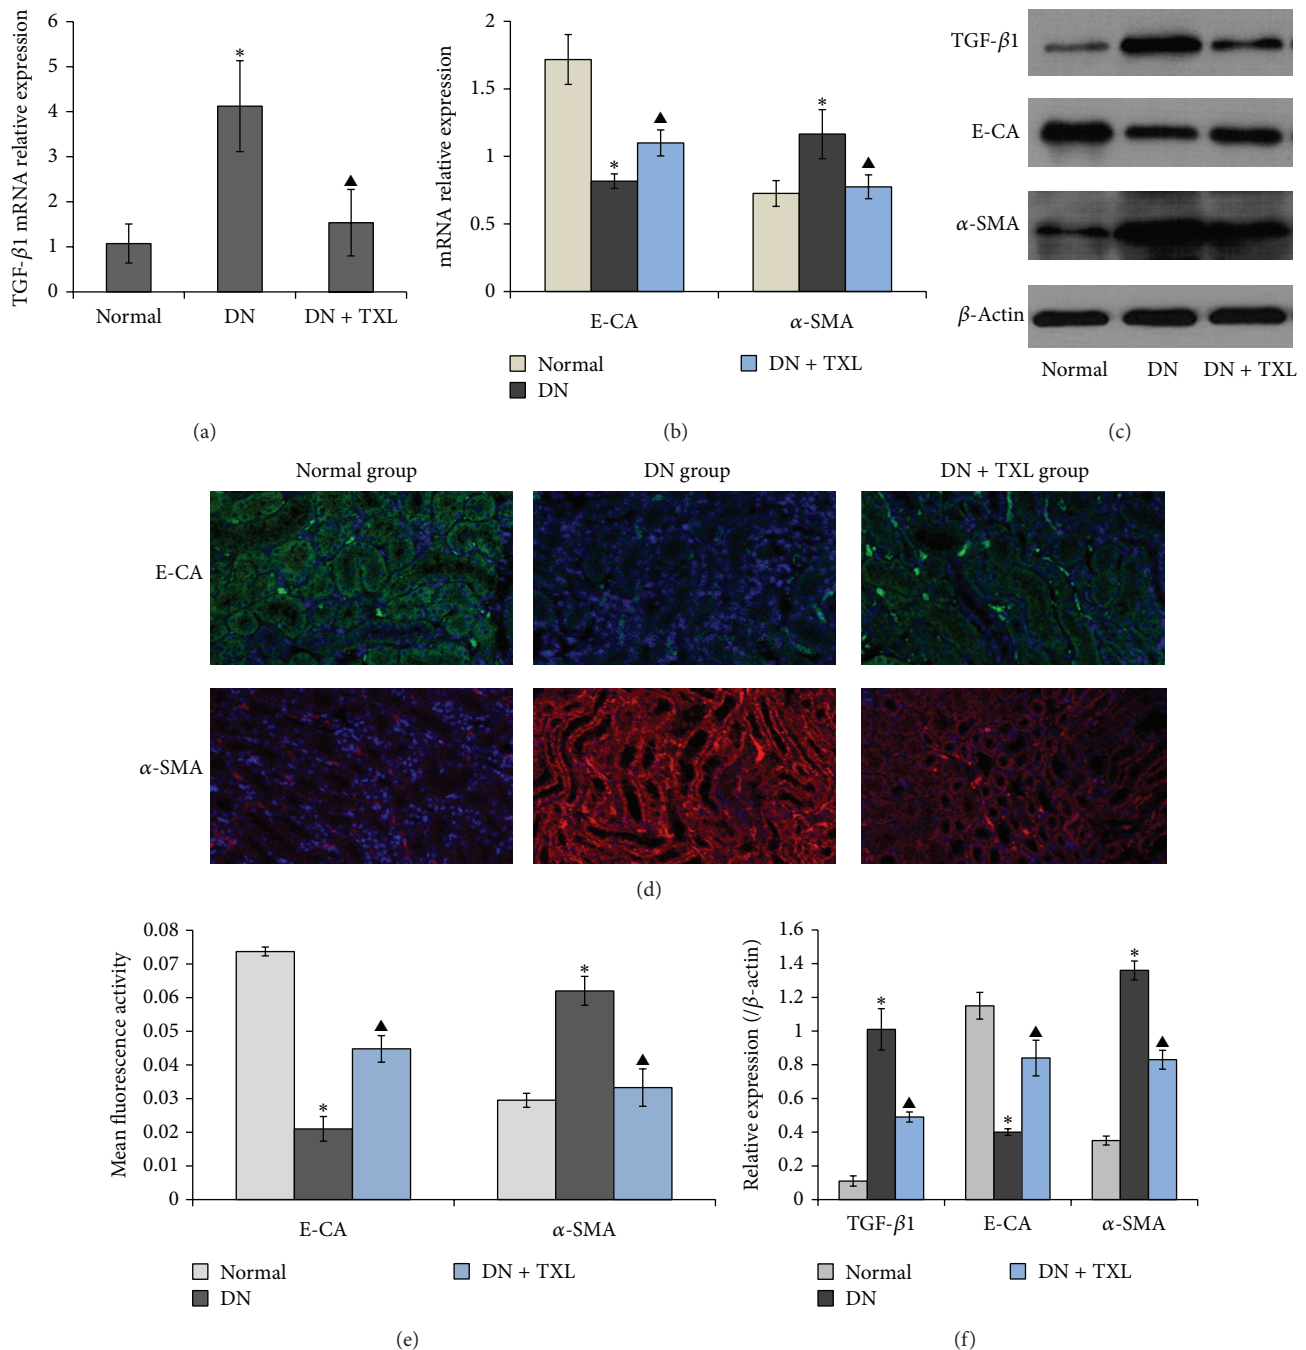 TGF-β1 mRNA relative expression
6
5
4
3
2
1
0
*
▲
Normal DN DN + TXL
(a)
mRNA relative expression
2
1.5
1
0.5
0
*
▲
*
▲
E-CA α-SMA
Normal
DN
DN + TXL
(b)
TGF-β1
E-CA
α-SMA
β-Actin
Normal DN DN + TXL
(c)
Normal group DN group DN + TXL group
E-CA
α-SMA
(d)
Mean fluorescence activity
0.08
0.07
0.06
0.05
0.04
0.03
0.02
0.01
0
*
▲
*
▲
E-CA α-SMA
Normal
DN
DN + TXL
(e)
Relative expression (/β-actin)
1.6
1.4
1.2
1
0.8
0.6
0.4
0.2
0
*
▲
*
▲
*
▲
TGF-β1 E-CA α-SMA
Normal
DN
DN + TXL
(f)